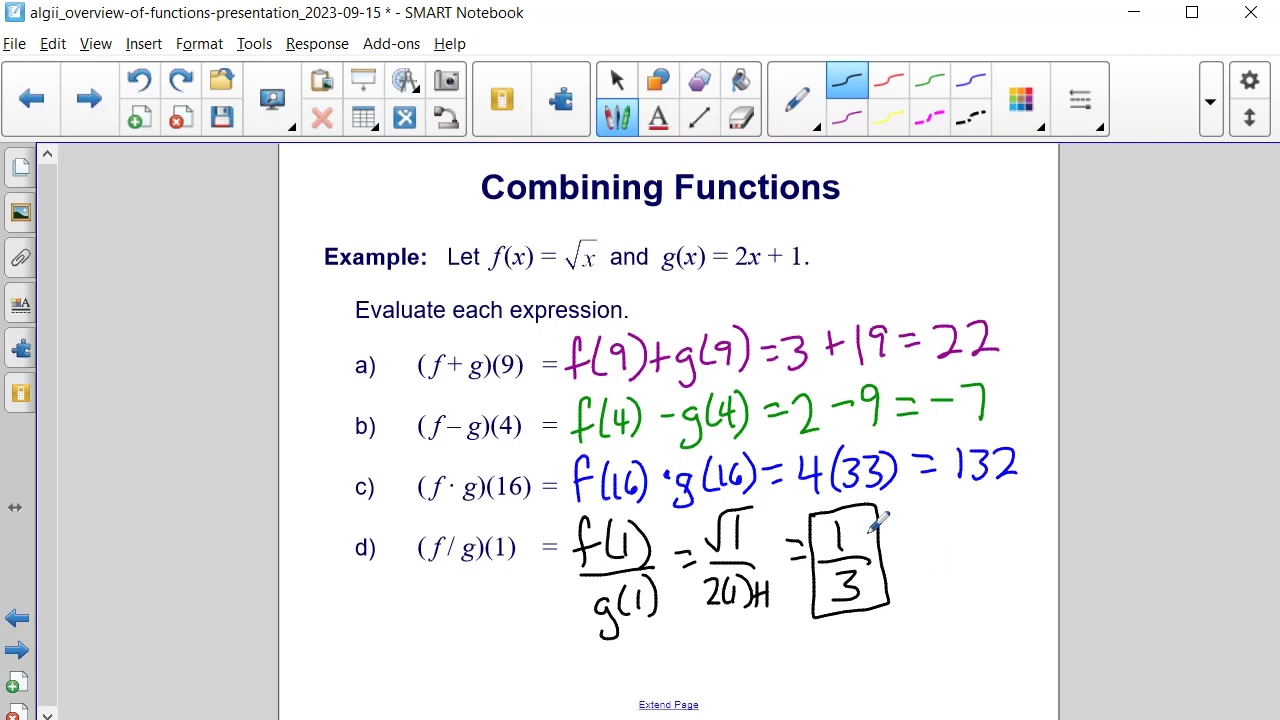 algii_overview-of-functions-presentation_2023-09-15 * - SMART Notebook
File Edit View Insert Format Tools Response Add-ons Help
Combining Functions
Example: Let f(x) = √x and g(x) = 2x + 1.
Evaluate each expression.
a) (f + g)(9) = f(9)+g(9) = 3 + 19 = 22
b) (f – g)(4) = f(4) - g(4) = 2 - 9 = -7
c) (f · g)(16) = f(16) · g(16) = 4(33) = 132
d) (f / g)(1) = f(1)/g(1) = √1/2(1)+1 = 1/3
Extend Page